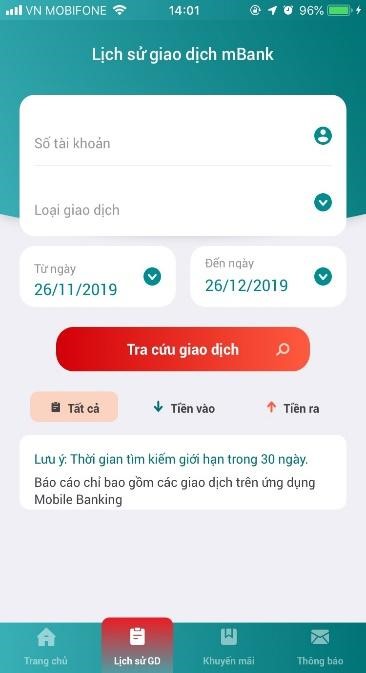 VN MOBIFONE
14:01
96%
Lịch sử giao dịch mBank
Số tài khoản
Loại giao dịch
Từ ngày
26/11/2019
Đến ngày
26/12/2019
Tra cứu giao dịch
Tất cả
Tiền vào
Tiền ra
Lưu ý: Thời gian tìm kiếm giới hạn trong 30 ngày.
Báo cáo chỉ bao gồm các giao dịch trên ứng dụng
Mobile Banking
Trang chủ
Lịch sử GD
Khuyến mãi
Thông báo